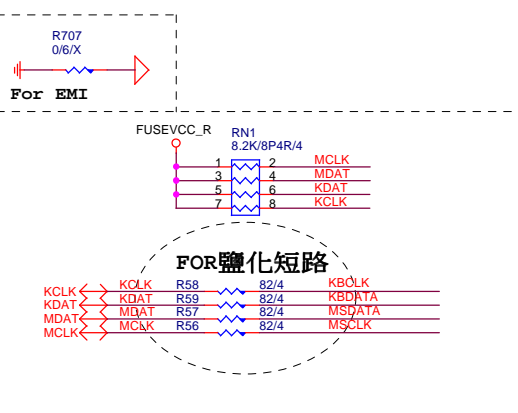 R707
0/6/X
For EMI
FUSEVCC_R
RN1
8.2K/8P4R/4
1 2 MCLK
3 4 MDAT
5 6 KDAT
7 8 KCLK
FOR鹽化短路
KCLK KCLK R58 82/4 KBCLK
KDAT KDAT R59 82/4 KBDATA
MDAT MDAT R57 82/4 MSDATA
MCLK MCLK R56 82/4 MSCLK